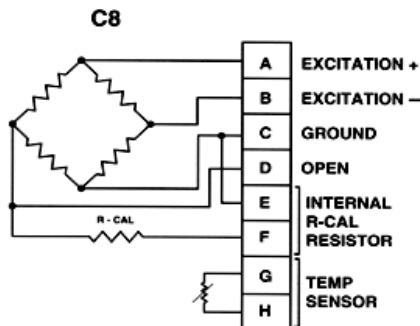 C8
A EXCITATION +
B EXCITATION –
C GROUND
D OPEN
E INTERNAL
R-CAL
F RESISTOR
R - CAL
G TEMP
H SENSOR